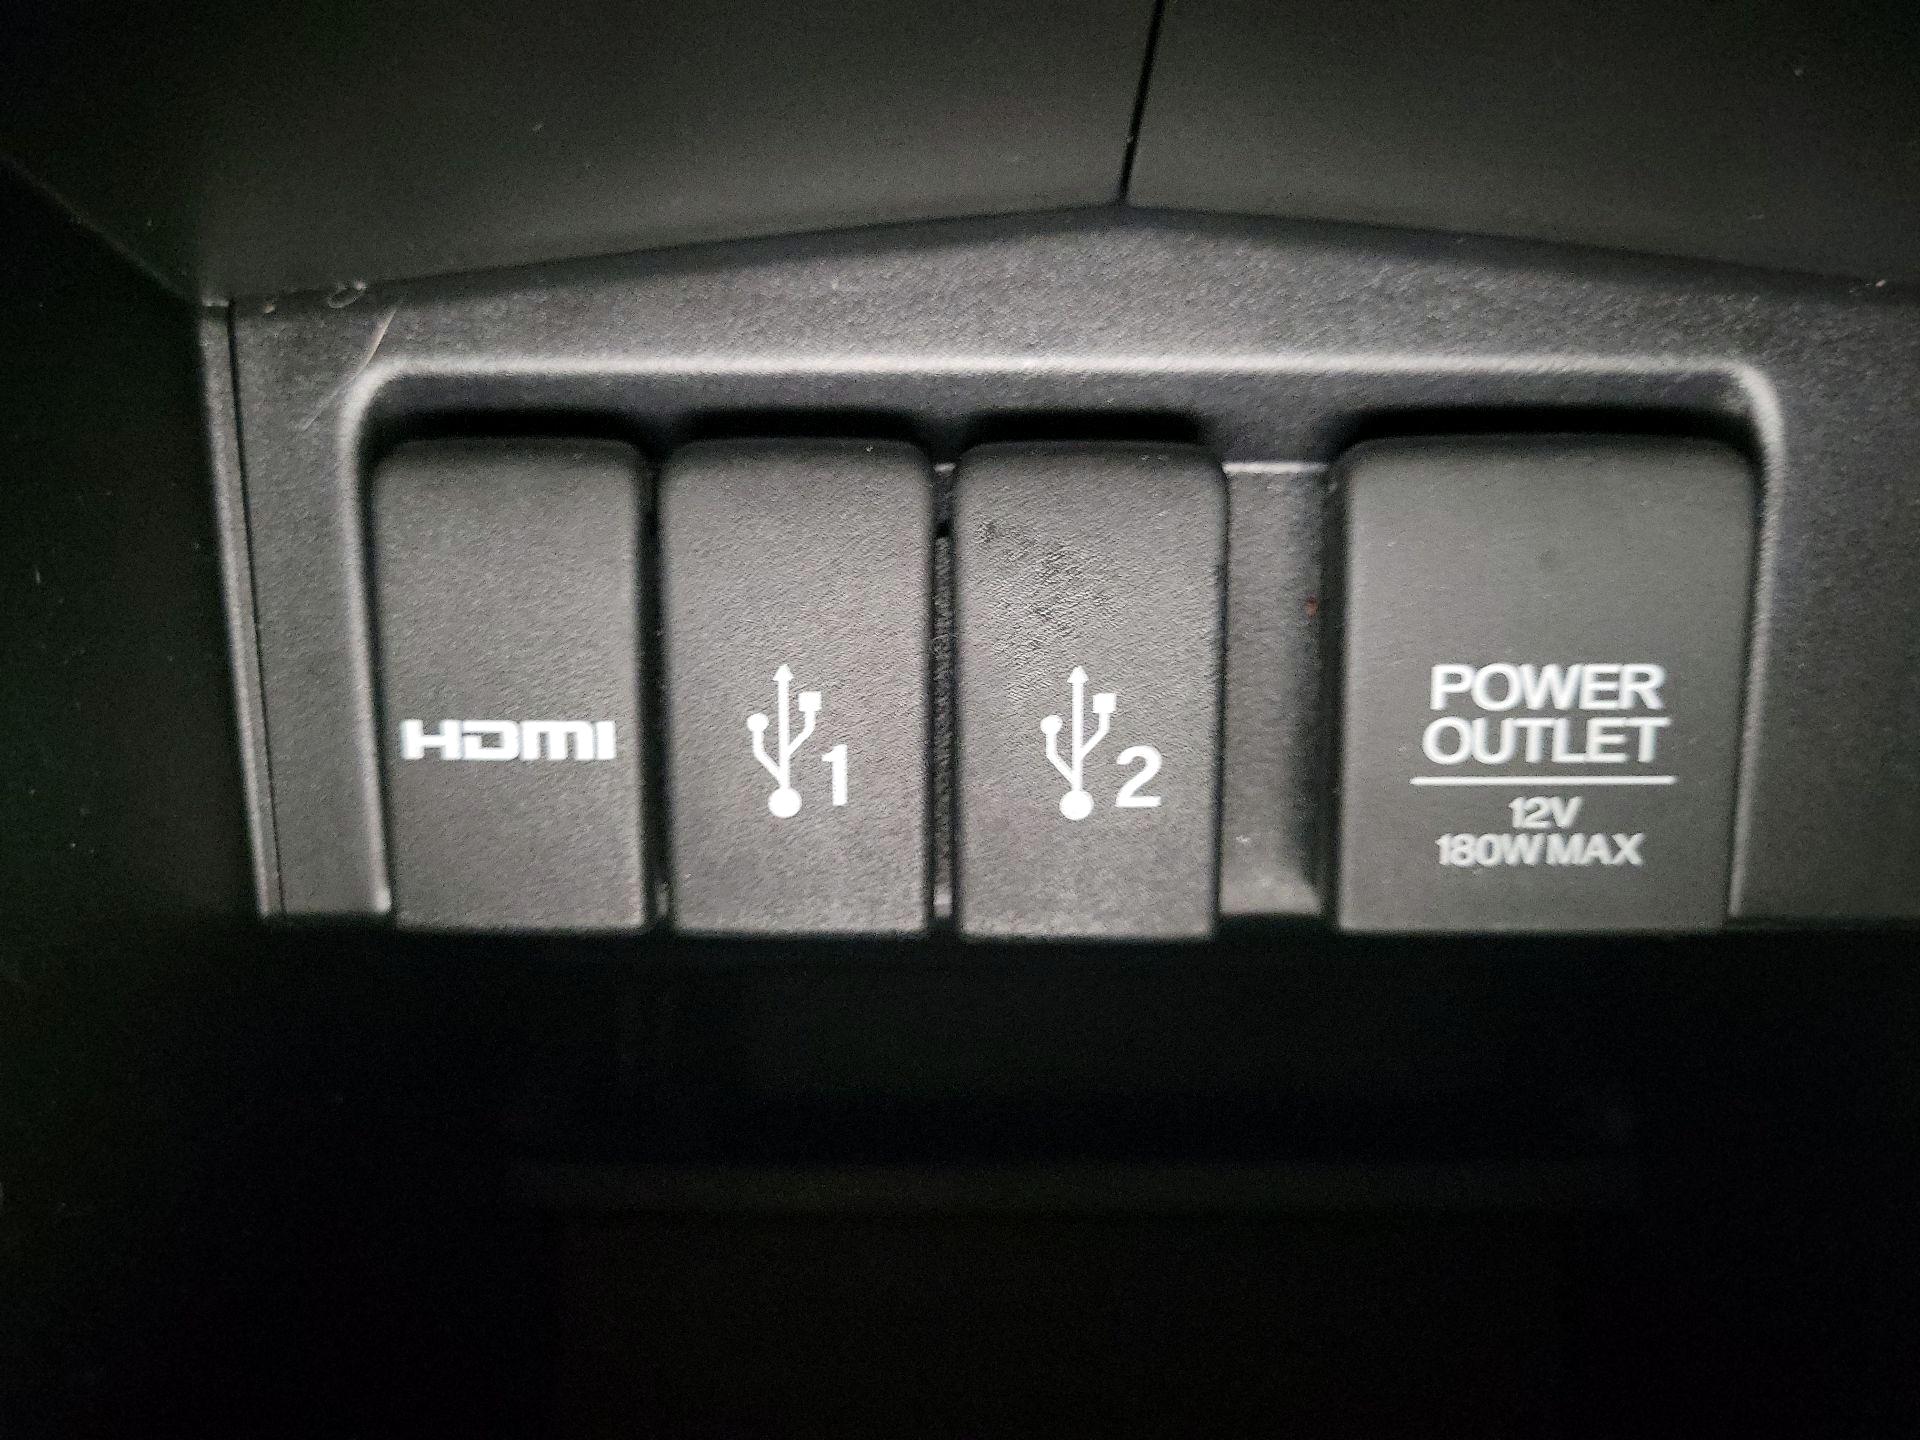 HDMI
1
2
POWER
OUTLET
12V
180W MAX